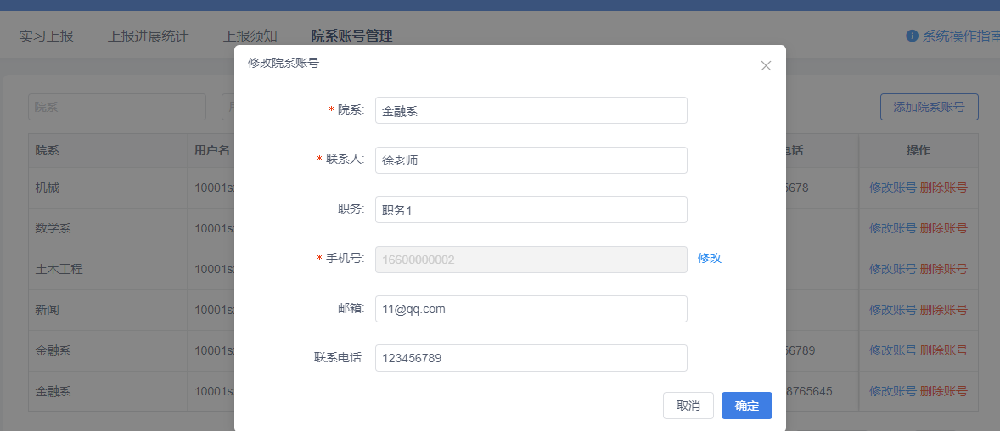 实习上报 上报进展统计 上报须知 院系账号管理 系统操作指南
修改院系账号
院系 添加院系账号
* 院系: 金融系
院系 用户名 电话 操作
* 联系人: 徐老师
机械 10001s 5678 修改账号 删除账号
职务: 职务1
数学系 10001s 修改账号 删除账号
* 手机号: 16600000002 修改
土木工程 10001s 修改账号 删除账号
邮箱: 11@qq.com
新闻 10001s 修改账号 删除账号
金融系 10001s 56789 修改账号 删除账号
联系电话: 123456789
金融系 10001s 8765645 修改账号 删除账号
取消 确定